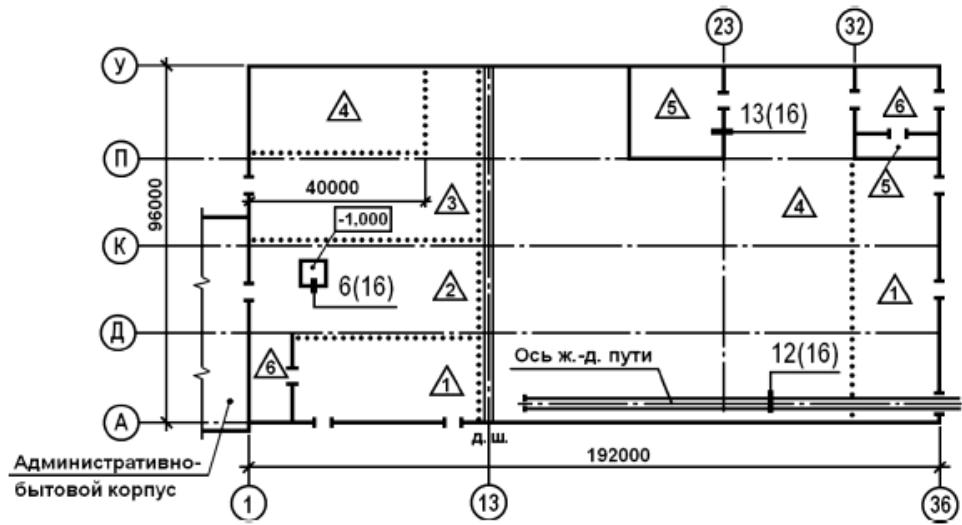 23
32
У
4
5
13(16)
6
П
96000
40000
3
4
5
-1,000
К
6(16)
2
1
Д
6
Ось ж.-д. пути
12(16)
1
А
д.ш.
192000
Административно-
бытовой корпус
1
13
36